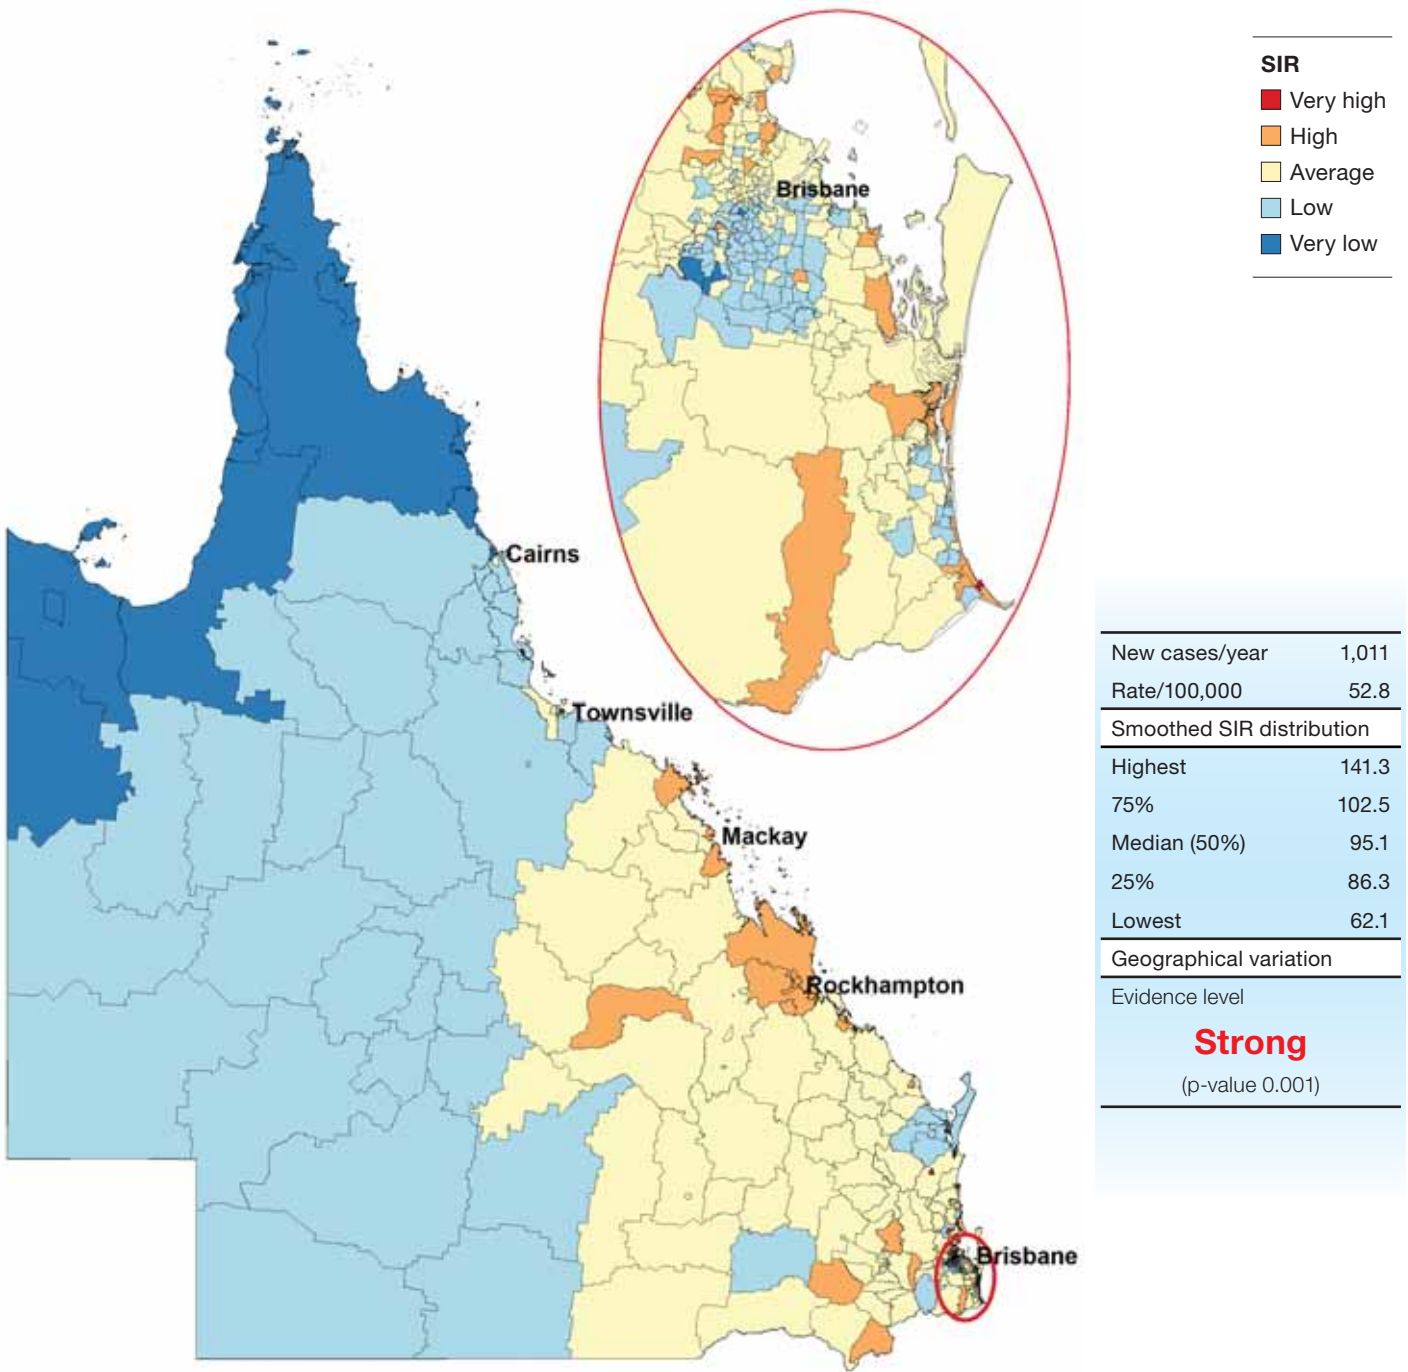 SIR
Very high
High
Average
Low
Very low
Brisbane
Cairns
Townsville
Mackay
Rockhampton
Brisbane
New cases/year 1,011
Rate/100,000 52.8
Smoothed SIR distribution
Highest 141.3
75% 102.5
Median (50%) 95.1
25% 86.3
Lowest 62.1
Geographical variation
Evidence level
Strong
(p-value 0.001)